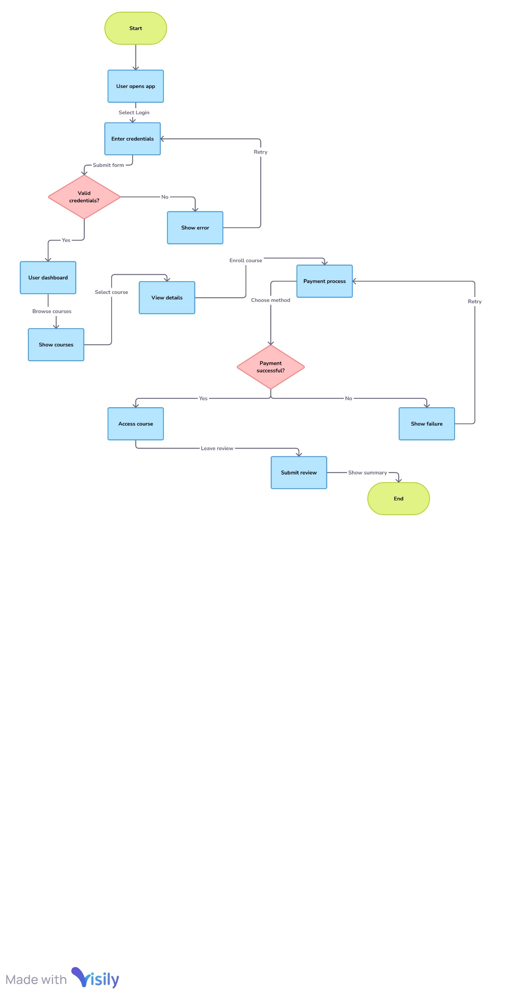 Start
User opens app
Select Login
Enter credentials
Retry
Submit form
Valid
credentials?
No
Show error
Yes
Enroll course
User dashboard
Payment process
Select course
View details
Choose method
Retry
Browse courses
Show courses
Payment
successful?
Yes
No
Access course
Show failure
Leave review
Submit review
Show summary
End
Made with Visily